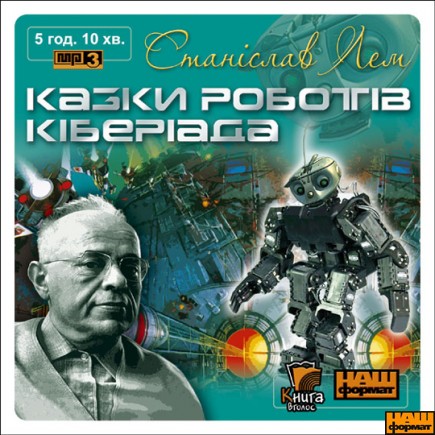 5 год. 10 хв.
mp3
Станіслав Лем
КАЗКИ РОБОТІВ
КІБЕРІАДА
Книга
Вголос
НАШ
формат
НАШ
формат